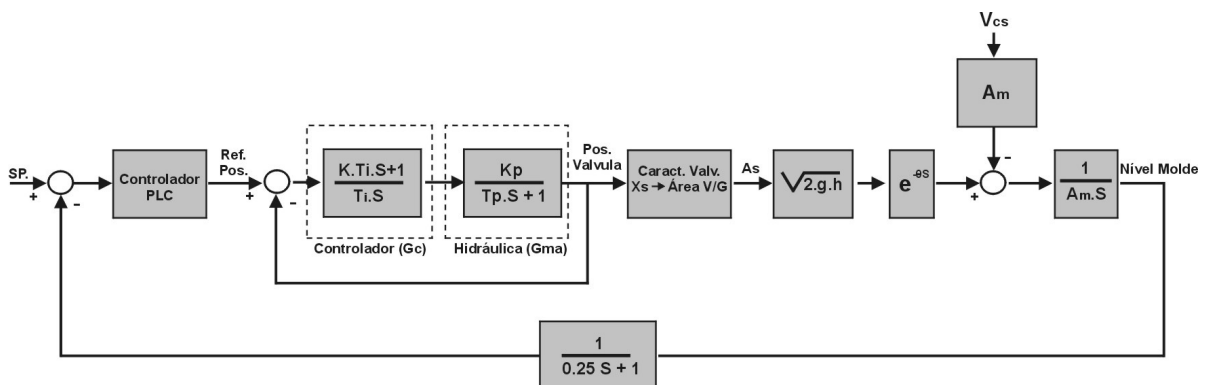 Vcs
Am
SP.
+
-
Controlador
PLC
Ref.
Pos.
+
-
K.Ti.S+1
Ti.S
Controlador (Gc)
Kp
Tp.S + 1
Hidráulica (Gma)
Pos.
Valvula
Caract. Valv.
Xs → Área V/G
As
√2.g.h
e-θS
-
+
1
Am.S
Nível Molde
1
0.25 S + 1